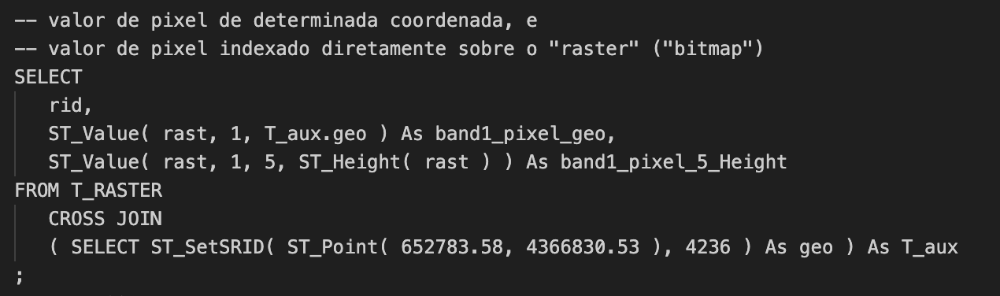 -- valor de pixel de determinada coordenada, e
-- valor de pixel indexado diretamente sobre o "raster" ("bitmap")
SELECT
rid,
ST_Value( rast, 1, T_aux.geo ) As band1_pixel_geo,
ST_Value( rast, 1, 5, ST_Height( rast ) ) As band1_pixel_5_Height
FROM T_RASTER
CROSS JOIN
( SELECT ST_SetSRID( ST_Point( 652783.58, 4366830.53 ), 4236 ) As geo ) As T_aux
;